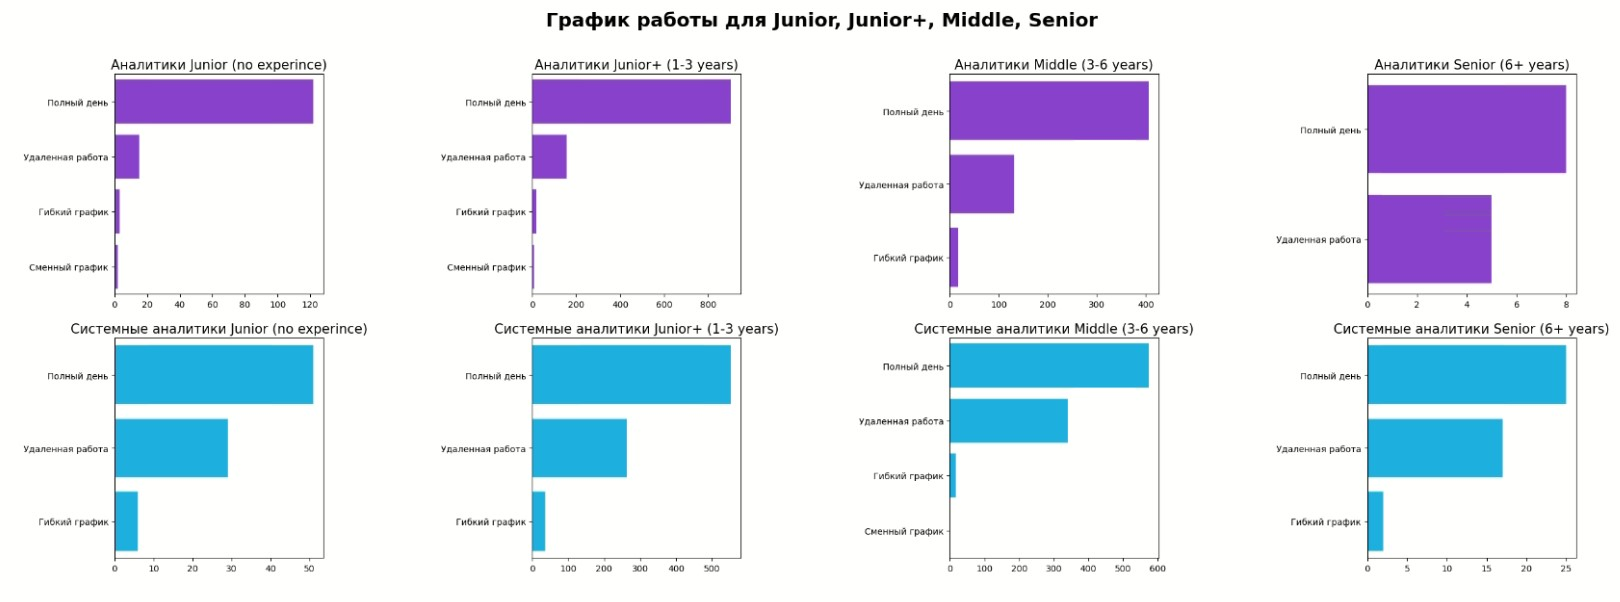 График работы для Junior, Junior+, Middle, Senior
Аналитики Junior (no experince)
Полный день
Удаленная работа
Гибкий график
Сменный график
0 20 40 60 80 100 120
Аналитики Junior+ (1-3 years)
Полный день
Удаленная работа
Гибкий график
Сменный график
0 200 400 600 800
Аналитики Middle (3-6 years)
Полный день
Удаленная работа
Гибкий график
0 100 200 300 400
Аналитики Senior (6+ years)
Полный день
Удаленная работа
0 2 4 6 8
Системные аналитики Junior (no experince)
Полный день
Удаленная работа
Гибкий график
0 10 20 30 40 50
Системные аналитики Junior+ (1-3 years)
Полный день
Удаленная работа
Гибкий график
0 100 200 300 400 500
Системные аналитики Middle (3-6 years)
Полный день
Удаленная работа
Гибкий график
Сменный график
0 100 200 300 400 500 600
Системные аналитики Senior (6+ years)
Полный день
Удаленная работа
Гибкий график
0 5 10 15 20 25